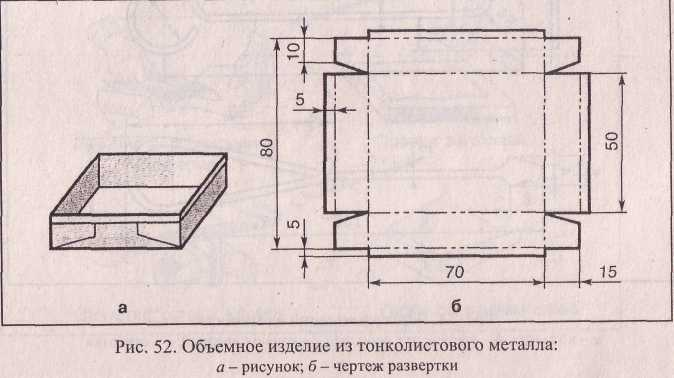 10
5
80
50
5
70
15
а
б
Рис. 52. Объемное изделие из тонколистового металла:
а – рисунок; б – чертеж развертки